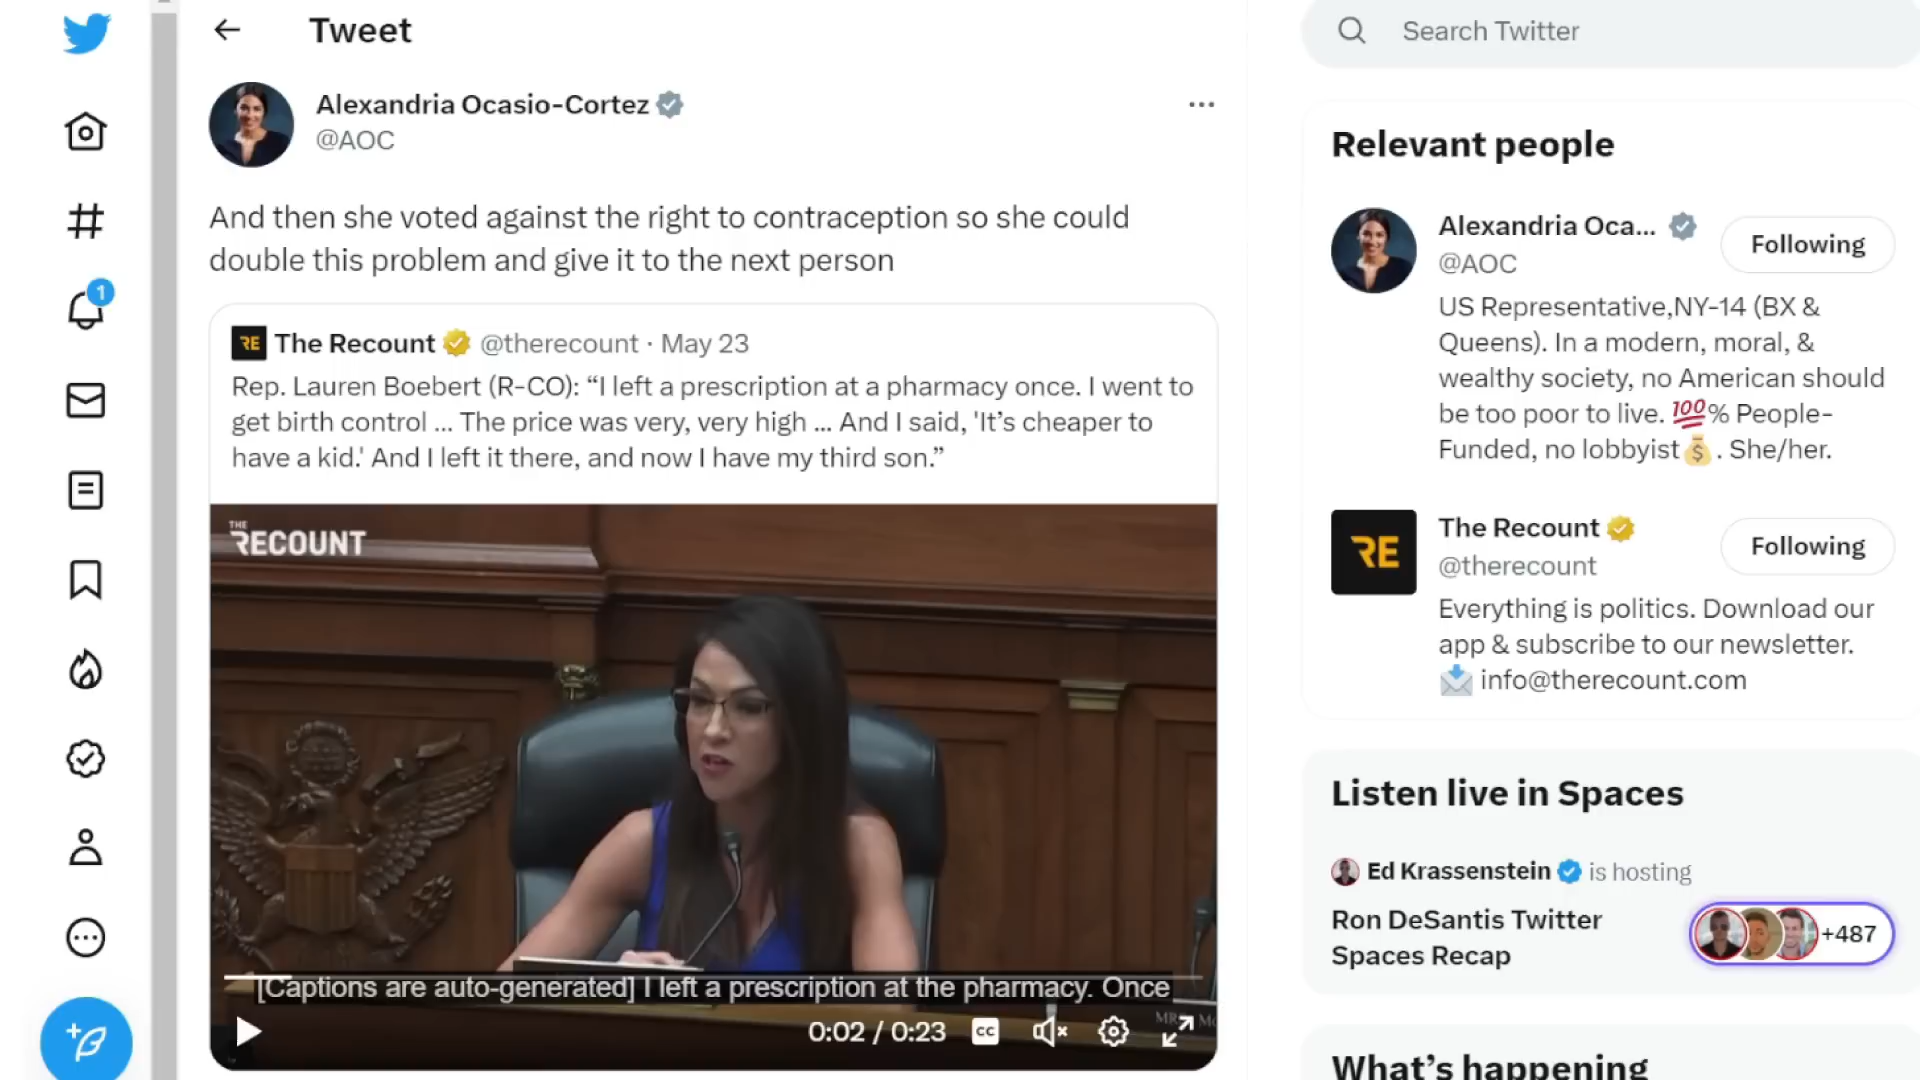 Tweet
Alexandria Ocasio-Cortez
@AOC
And then she voted against the right to contraception so she could
double this problem and give it to the next person
RE The Recount @therecount · May 23
Rep. Lauren Boebert (R-CO): “I left a prescription at a pharmacy once. I went to
get birth control ... The price was very, very high ... And I said, 'It’s cheaper to
have a kid.' And I left it there, and now I have my third son.”
THE
RECOUNT
[Captions are auto-generated] I left a prescription at the pharmacy. Once
0:02 / 0:23
CC
1
Search Twitter
Relevant people
Alexandria Oca...
Following
@AOC
US Representative,NY-14 (BX &
Queens). In a modern, moral, &
wealthy society, no American should
be too poor to live. 💯% People-
Funded, no lobbyist💰. She/her.
RE
The Recount
Following
@therecount
Everything is politics. Download our
app & subscribe to our newsletter.
📩 info@therecount.com
Listen live in Spaces
Ed Krassenstein is hosting
Ron DeSantis Twitter
Spaces Recap
+487
What’s happening